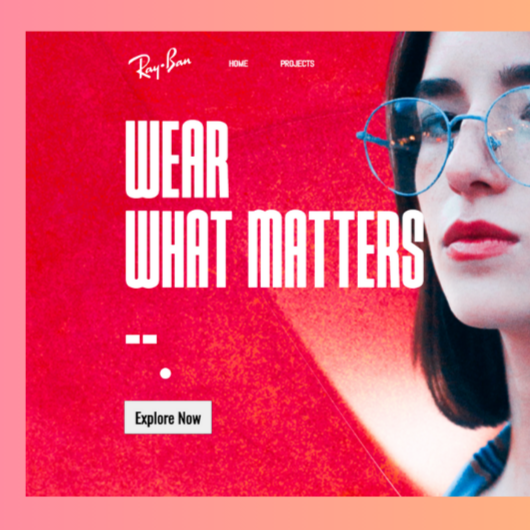 Ray-Ban HOME PROJECTS
WEAR
WHAT MATTERS
--
.
Explore Now